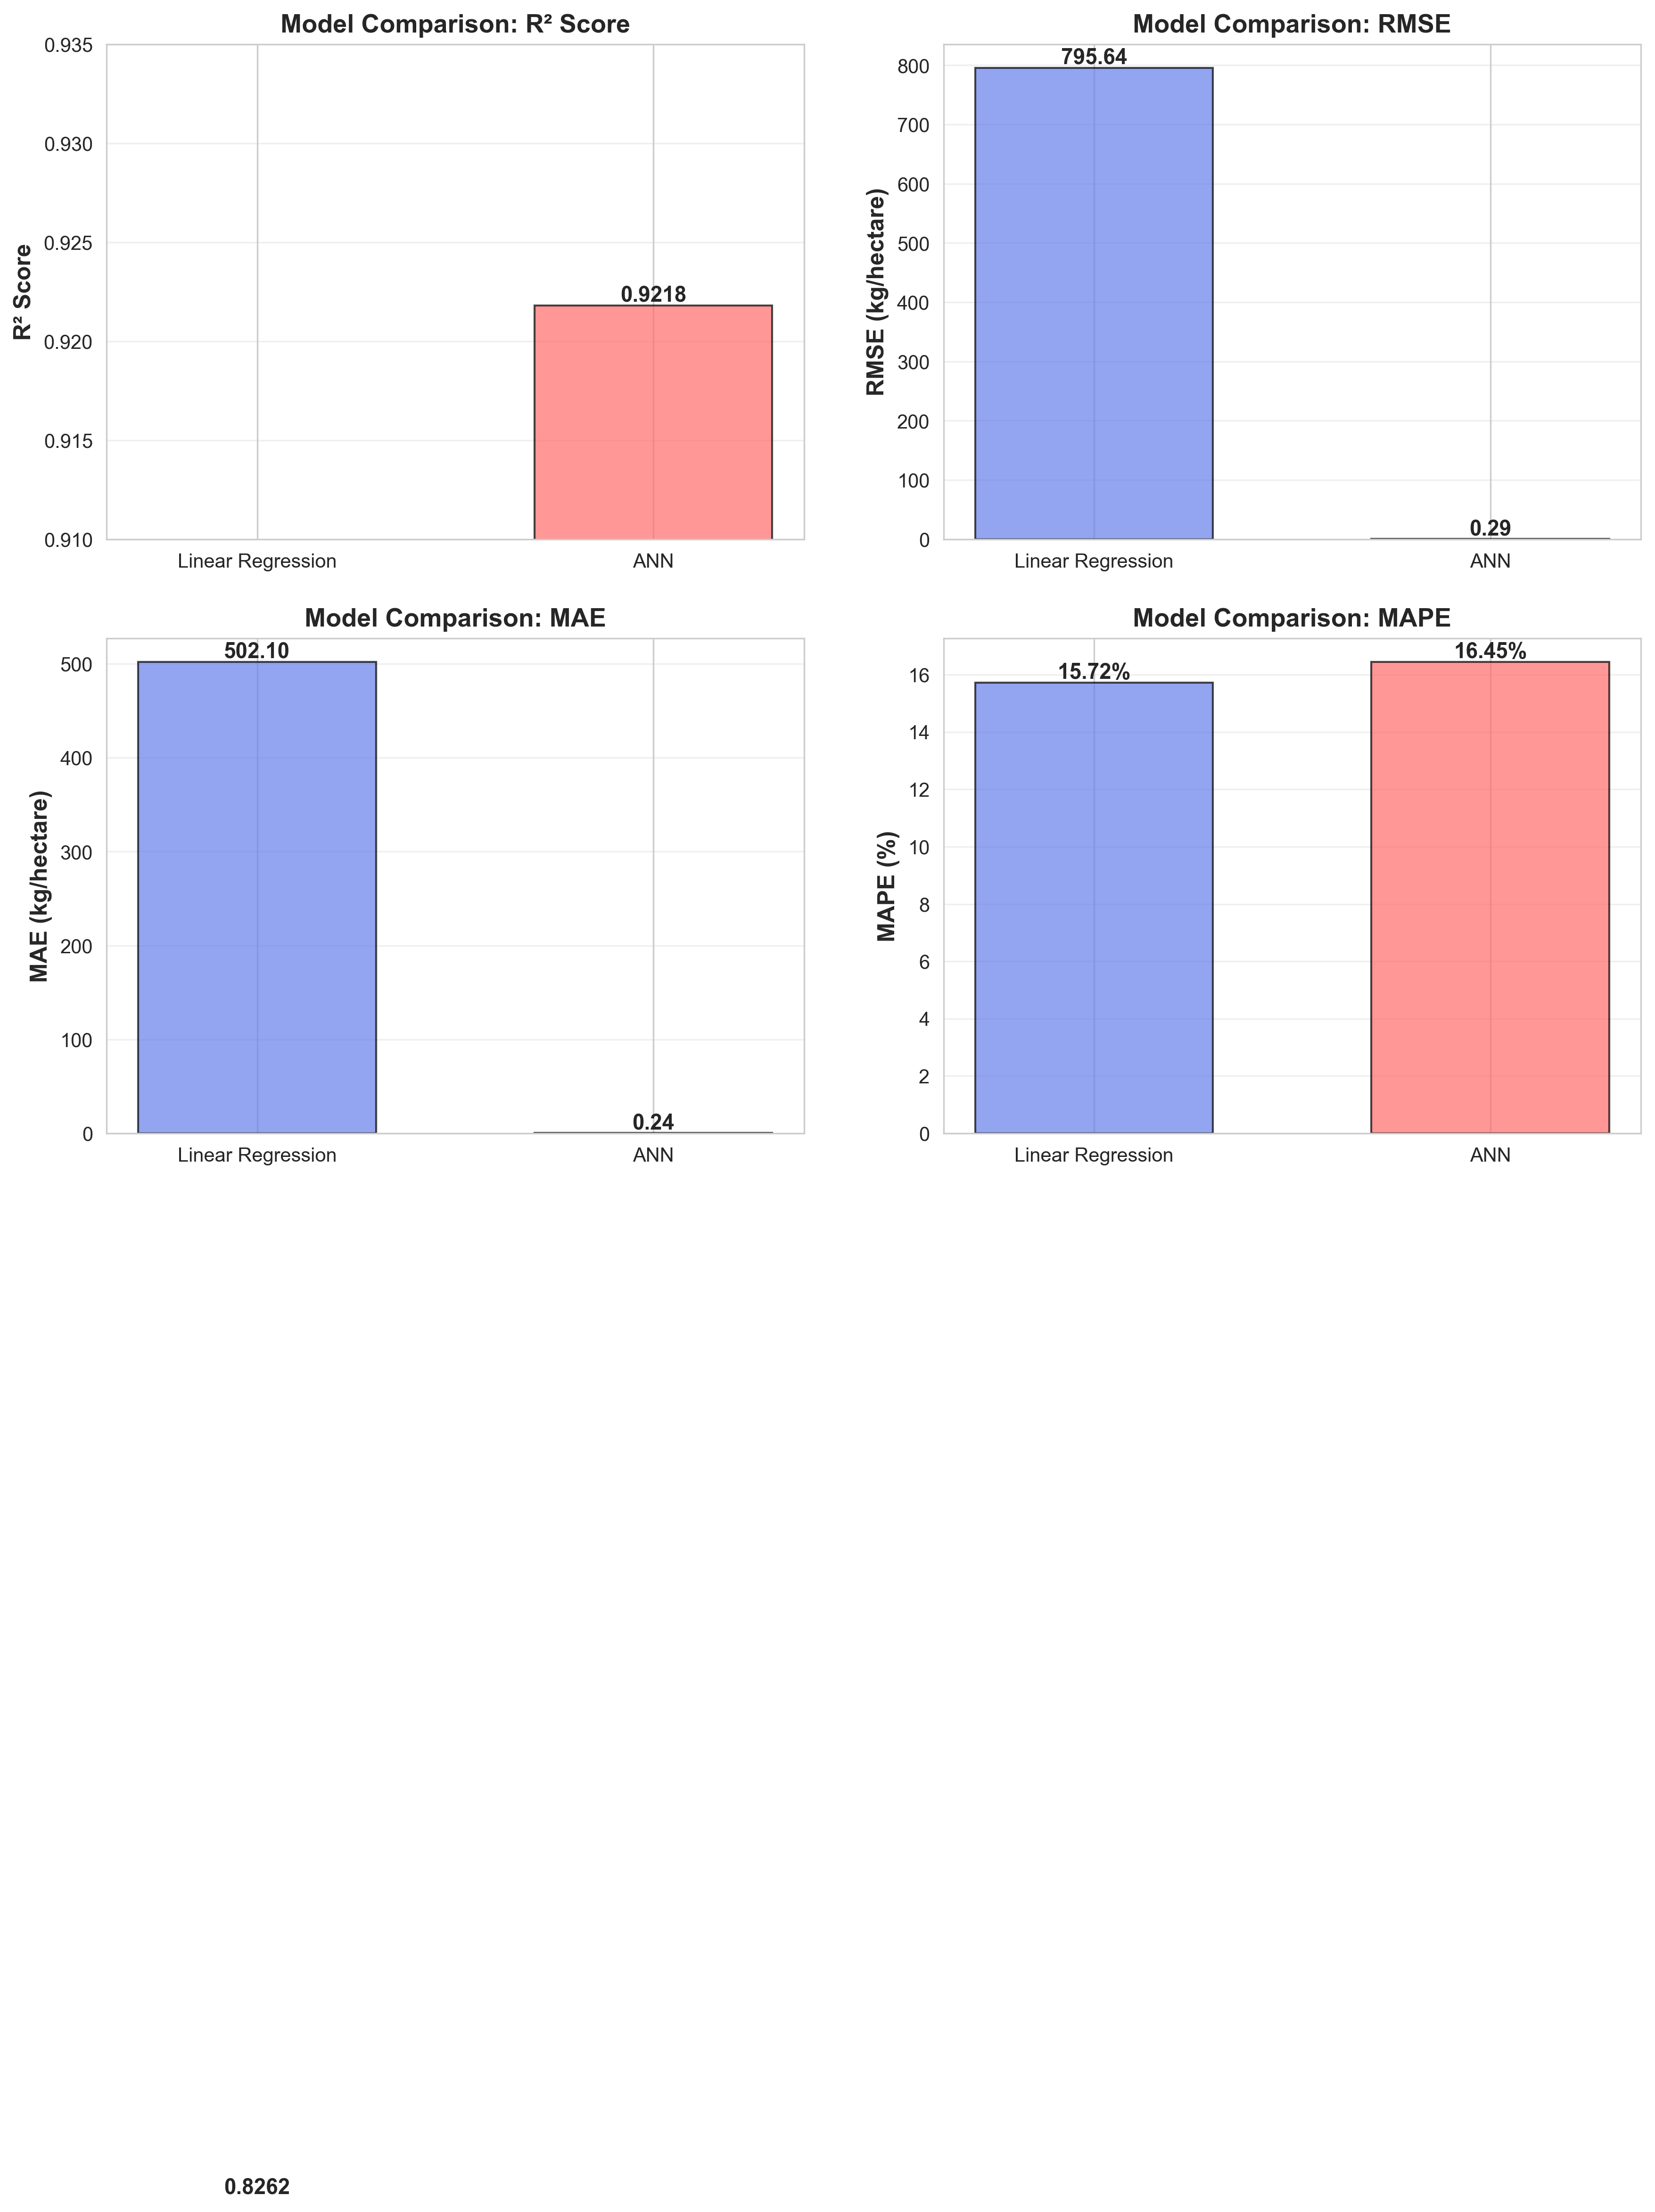 Model Comparison: R² Score
R² Score
0.935
0.930
0.925
0.920
0.915
0.910
0.9218
Linear Regression
ANN
Model Comparison: RMSE
RMSE (kg/hectare)
800
700
600
500
400
300
200
100
0
795.64
0.29
Linear Regression
ANN
Model Comparison: MAE
MAE (kg/hectare)
500
400
300
200
100
0
502.10
0.24
Linear Regression
ANN
Model Comparison: MAPE
MAPE (%)
16
14
12
10
8
6
4
2
0
15.72%
16.45%
Linear Regression
ANN
0.8262